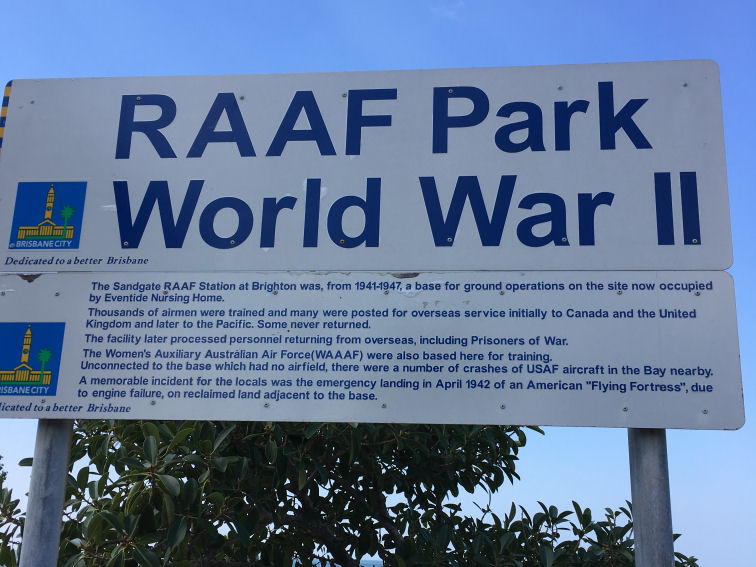 RAAF Park
World War II
BRISBANE CITY
Dedicated to a better Brisbane
The Sandgate RAAF Station at Brighton was, from 1941-1947, a base for ground operations on the site now occupied
by Eventide Nursing Home.
Thousands of airmen were trained and many were posted for overseas service initially to Canada and the United
Kingdom and later to the Pacific. Some never returned.
The facility later processed personnel returning from overseas, including Prisoners of War.
The Women's Auxiliary Australian Air Force(WAAAF) were also based here for training.
Unconnected to the base which had no airfield, there were a number of crashes of USAF aircraft in the Bay nearby.
A memorable incident for the locals was the emergency landing in April 1942 of an American "Flying Fortress", due
to engine failure, on reclaimed land adjacent to the base.
ISBANE CITY
dicated to a better Brisbane